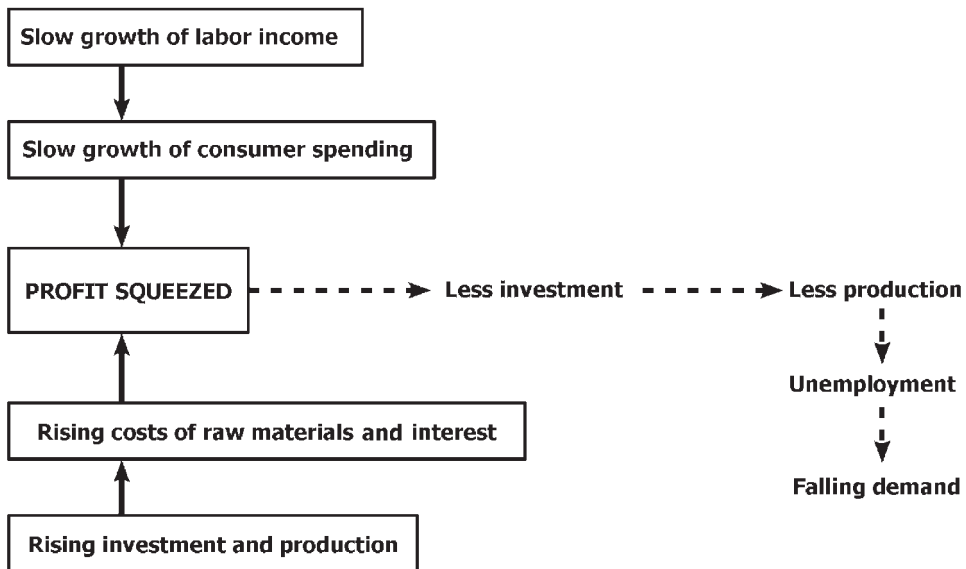 Slow growth of labor income
Slow growth of consumer spending
PROFIT SQUEEZED
Less investment
Less production
Unemployment
Rising costs of raw materials and interest
Falling demand
Rising investment and production